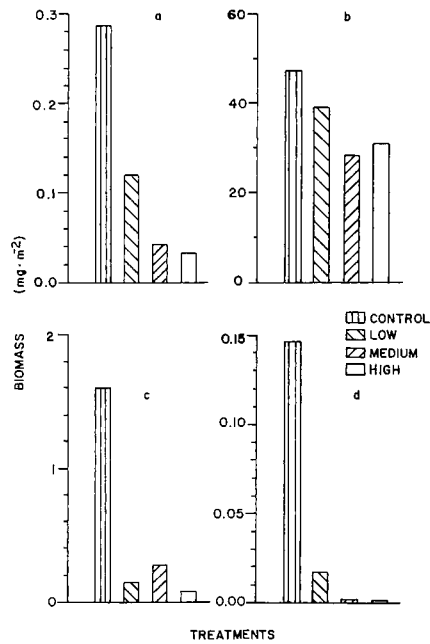 a
0.3
0.2
0.1
0.0
b
60
40
20
0
(mg·m⁻²)
BIOMASS
CONTROL
LOW
MEDIUM
HIGH
c
2
1
0
d
0.15
0.10
0.05
0.00
TREATMENTS